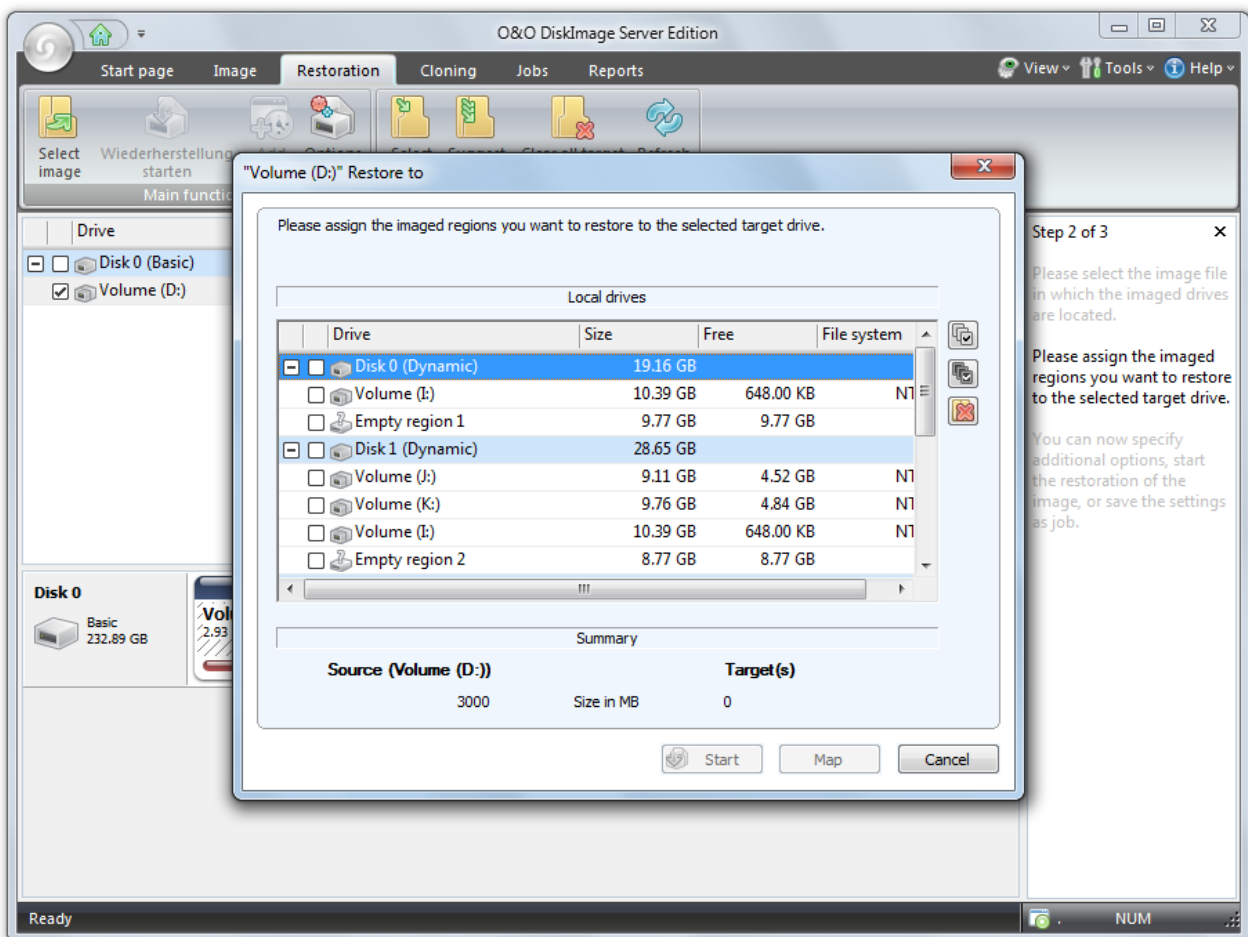 O&O DiskImage Server Edition
Start page Image Restoration Cloning Jobs Reports View Tools Help
Select image
Wiederherstellung starten
Main functio
"Volume (D:)" Restore to
Drive
Disk 0 (Basic)
Volume (D:)
Disk 0
Basic
232.89 GB
2.93
Please assign the imaged regions you want to restore to the selected target drive.
Local drives
Drive Size Free File system
Disk 0 (Dynamic) 19.16 GB
Volume (I:) 10.39 GB 648.00 KB NT
Empty region 1 9.77 GB 9.77 GB
Disk 1 (Dynamic) 28.65 GB
Volume (J:) 9.11 GB 4.52 GB NT
Volume (K:) 9.76 GB 4.84 GB NT
Volume (I:) 10.39 GB 648.00 KB NT
Empty region 2 8.77 GB 8.77 GB
Summary
Source (Volume (D:)) Target(s)
3000 Size in MB 0
Start Map Cancel
Step 2 of 3
Please select the image file
in which the imaged drives
are located.
Please assign the imaged
regions you want to restore
to the selected target drive.
You can now specify
additional options, start
the restoration of the
image, or save the settings
as job.
Ready NUM